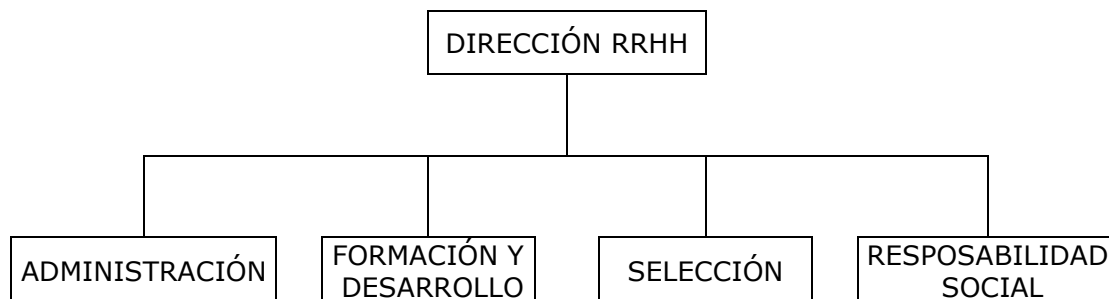 DIRECCIÓN RRHH
ADMINISTRACIÓN
FORMACIÓN Y
DESARROLLO
SELECCIÓN
RESPOSABILIDAD
SOCIAL